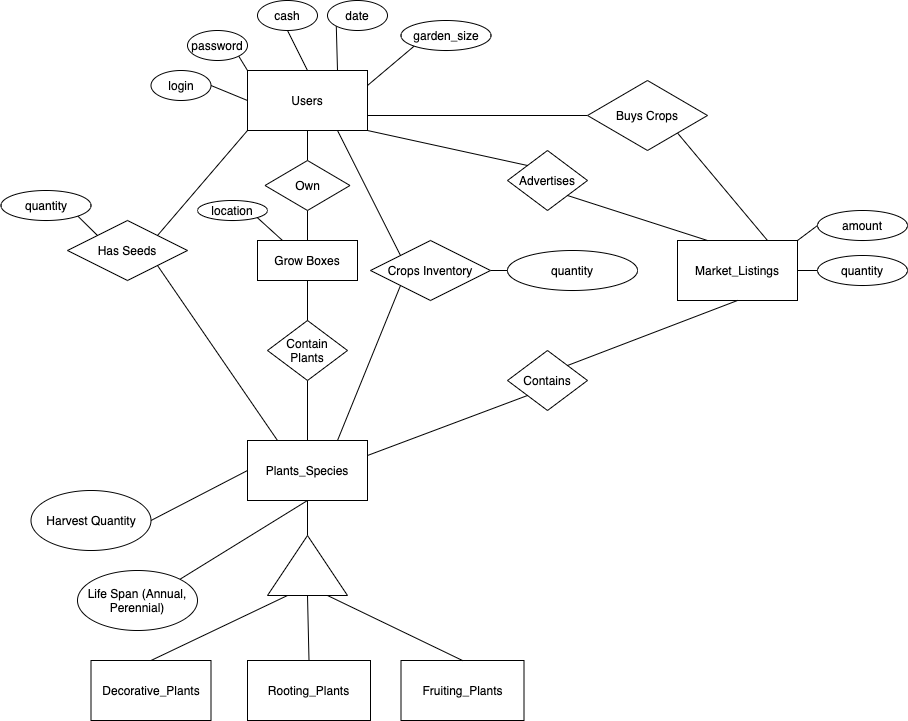 cash
date
garden_size
password
login
Users
Buys Crops
Own
Advertises
quantity
location
amount
Has Seeds
Grow Boxes
Crops Inventory
quantity
Market_Listings
quantity
Contain
Plants
Contains
Plants_Species
Harvest Quantity
Life Span (Annual,
Perennial)
Decorative_Plants
Rooting_Plants
Fruiting_Plants